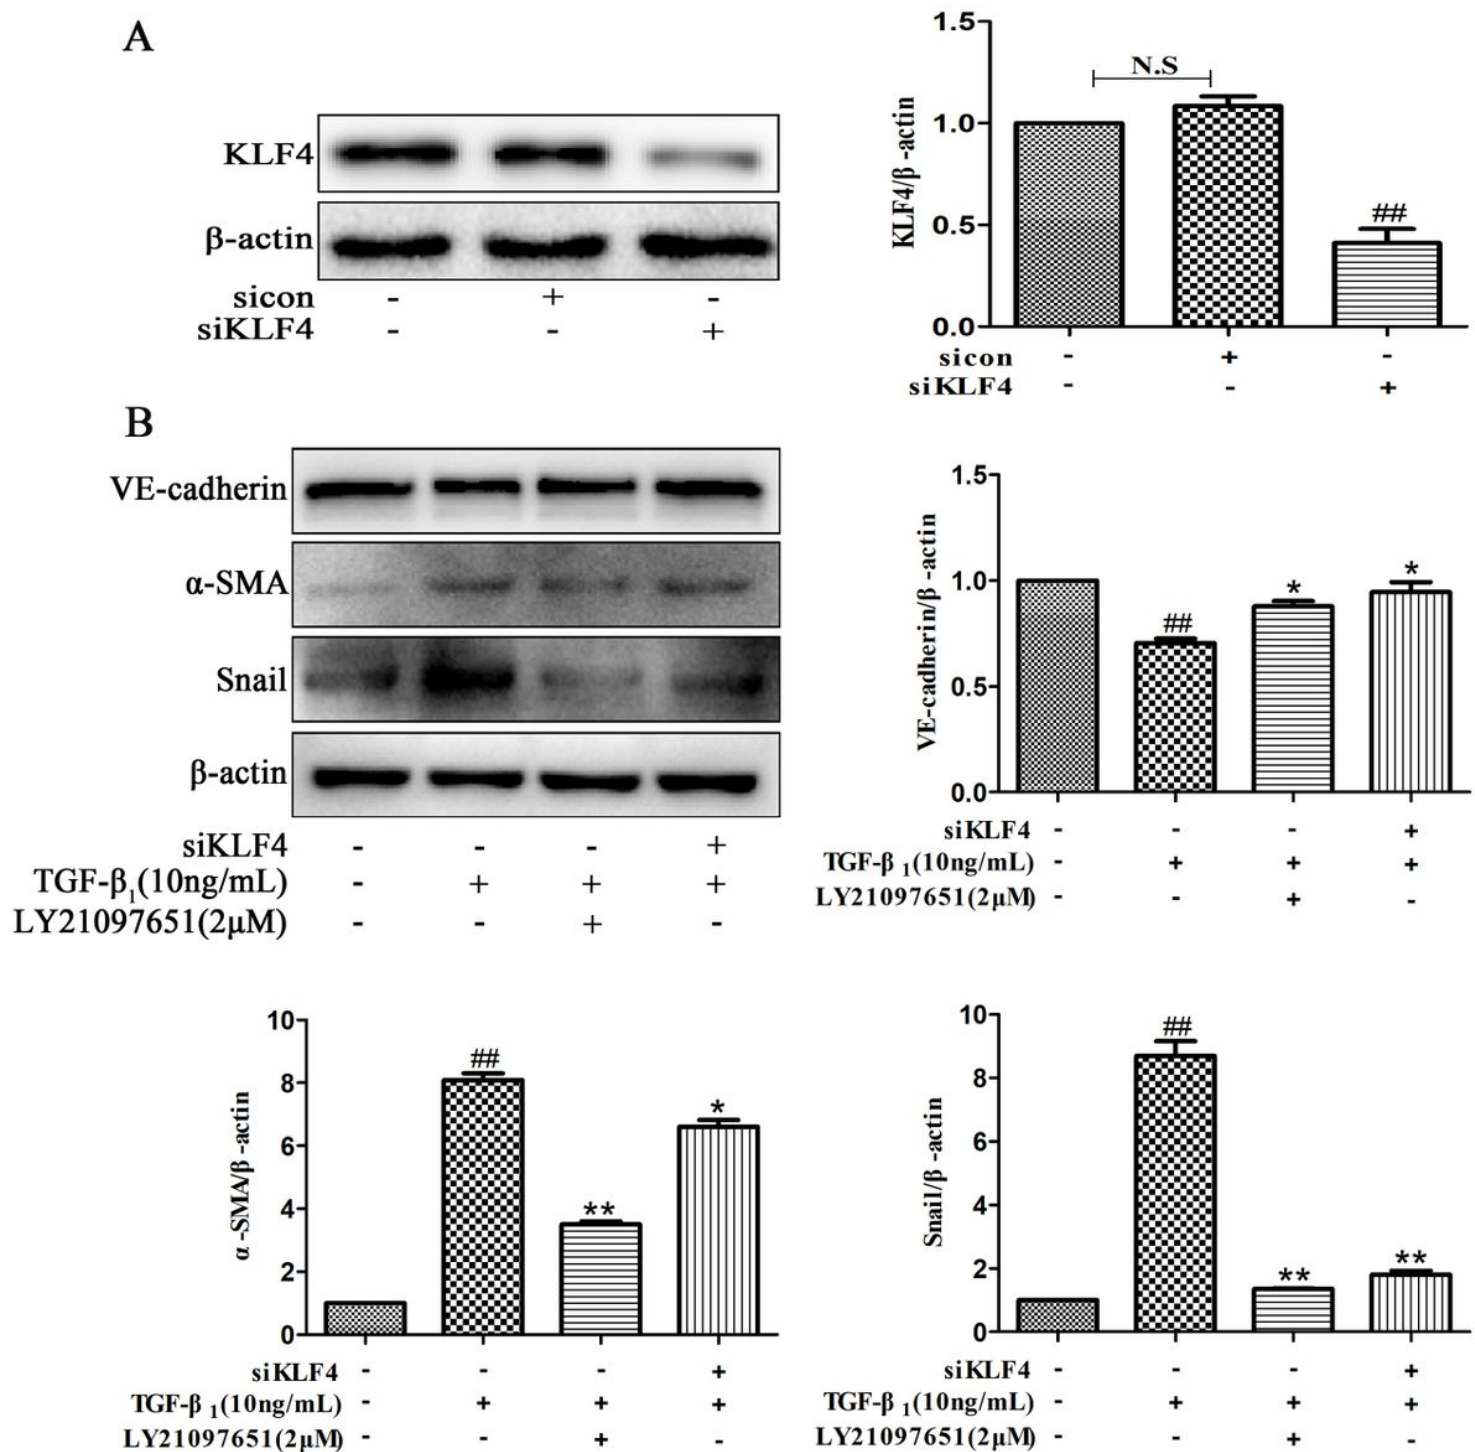 A
KLF4
β-actin
sicon - + -
siKLF4 - - +
1.5
1.0
0.5
0.0
KLF4/β -actin
N.S
##
sicon - + -
siKLF4 - - +
B
VE-cadherin
α-SMA
Snail
β-actin
siKLF4 - - - +
TGF-β1(10ng/mL) - + + +
LY21097651(2μM) - - + -
1.5
1.0
0.5
0.0
VE-cadherin/β -actin
##
*
*
siKLF4 - - - +
TGF-β 1(10ng/mL) - + + +
LY21097651(2μM) - - + -
10
8
6
4
2
0
α -SMA/β -actin
##
**
*
siKLF4 - - - +
TGF-β 1(10ng/mL) - + + +
LY21097651(2μM) - - + -
10
8
6
4
2
0
Snail/β -actin
##
**
**
siKLF4 - - - +
TGF-β 1(10ng/mL) - + + +
LY21097651(2μM) - - + -